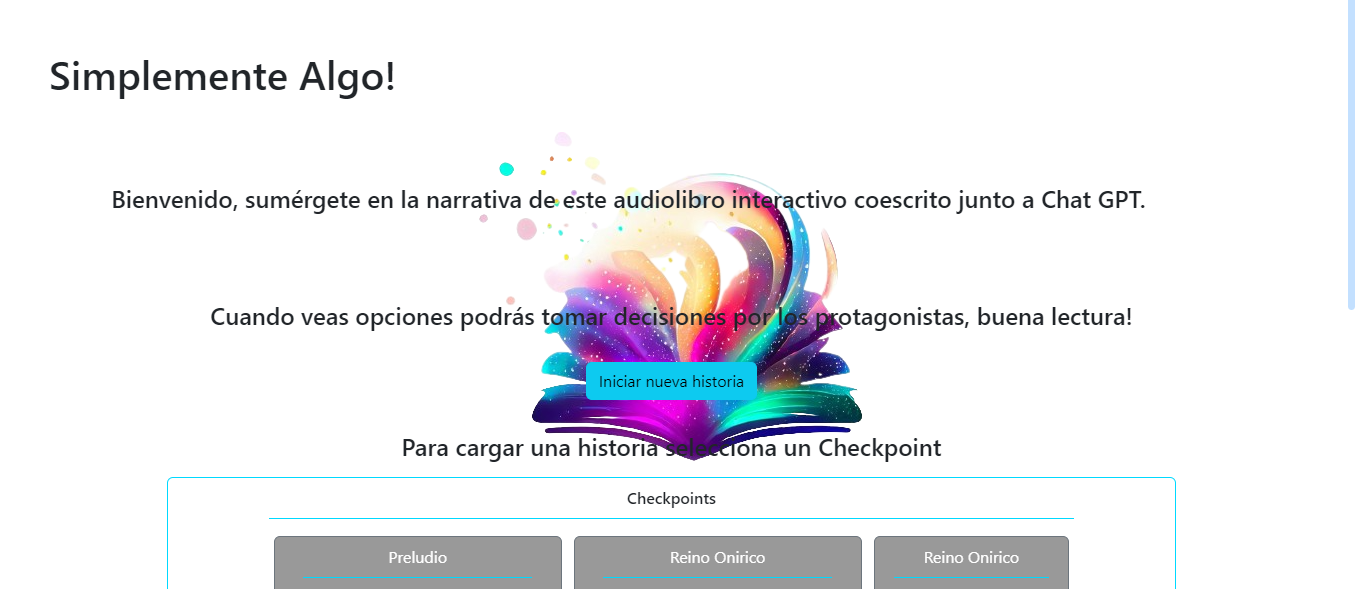 Simplemente Algo!
Bienvenido, sumérgete en la narrativa de este audiolibro interactivo coescrito junto a Chat GPT.
Cuando veas opciones podrás tomar decisiones por los protagonistas, buena lectura!
Iniciar nueva historia
Para cargar una historia selecciona un Checkpoint
Checkpoints
Preludio
Reino Onirico
Reino Onirico